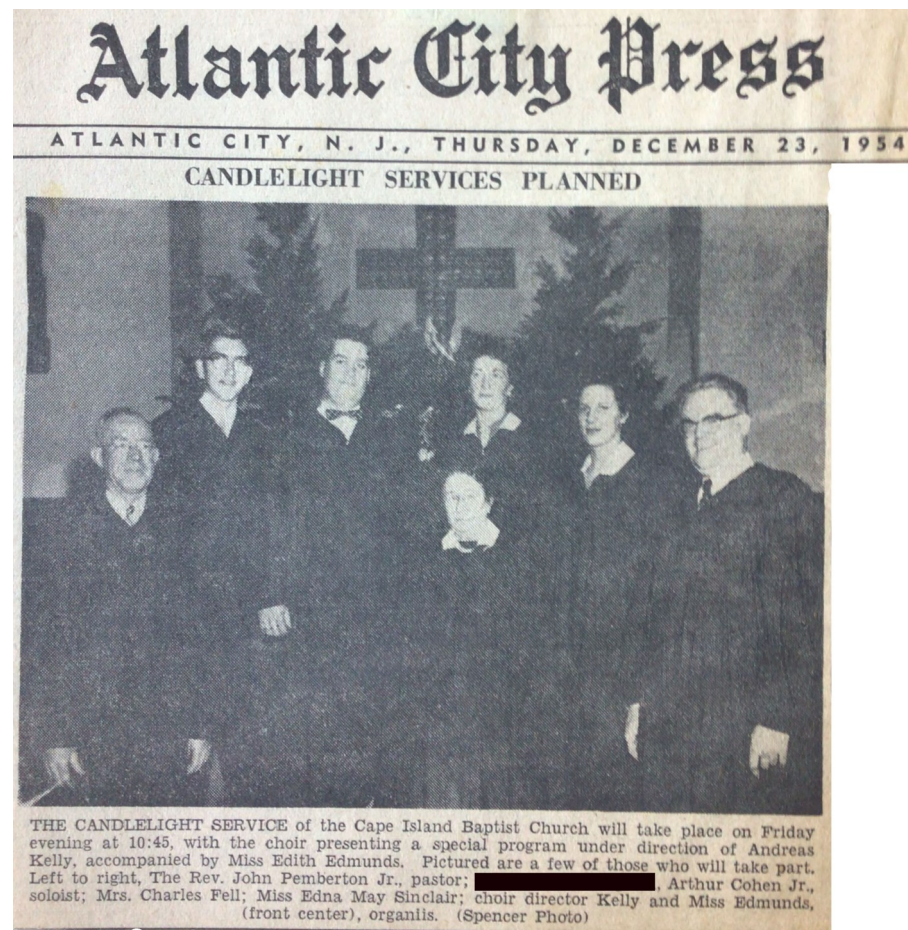 Atlantic City Press
ATLANTIC CITY, N. J., THURSDAY, DECEMBER 23, 1954
CANDLELIGHT SERVICES PLANNED
THE CANDLELIGHT SERVICE of the Cape Island Baptist Church will take place on Friday
evening at 10:45, with the choir presenting a special program under direction of Andreas
Kelly, accompanied by Miss Edith Edmunds. Pictured are a few of those who will take part.
Left to right, The Rev. John Pemberton Jr., pastor; , Arthur Cohen Jr.,
soloist; Mrs. Charles Fell; Miss Edna May Sinclair; choir director Kelly and Miss Edmunds,
(front center), organiis. (Spencer Photo)